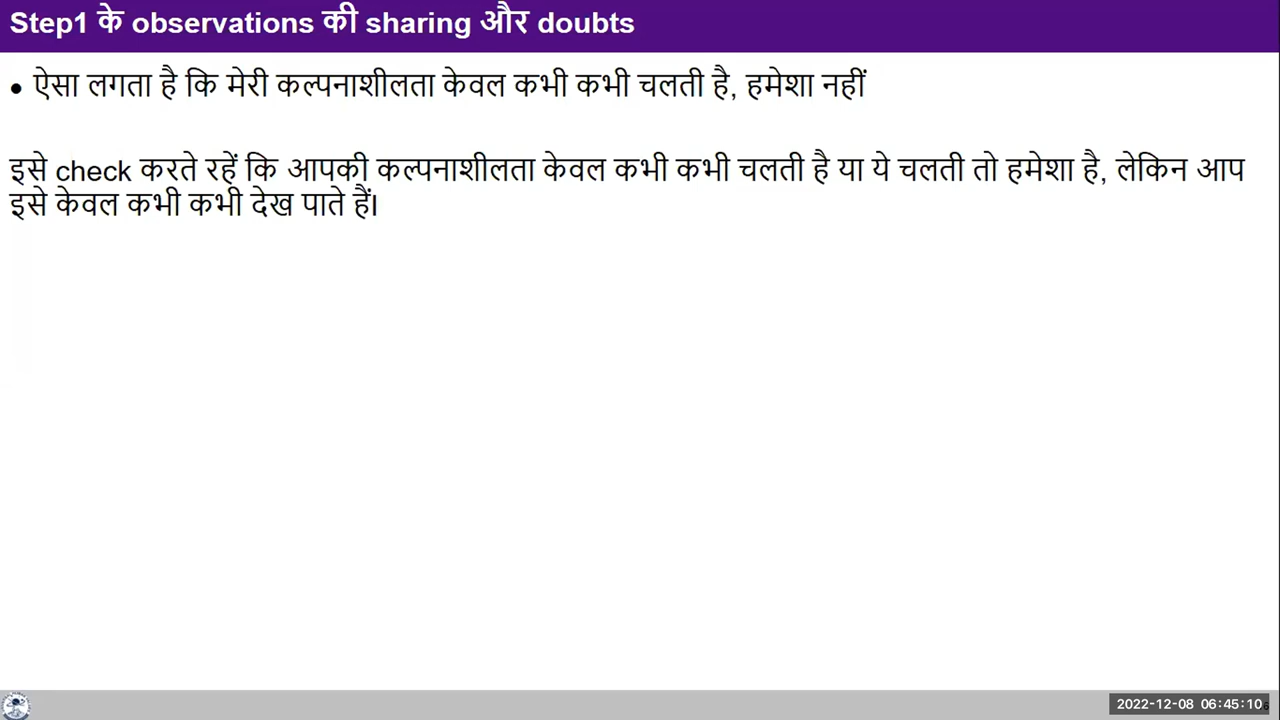 Step1 के observations की sharing और doubts
• ऐसा लगता है कि मेरी कल्पनाशीलता केवल कभी कभी चलती है, हमेशा नहीं
इसे check करते रहें कि आपकी कल्पनाशीलता केवल कभी कभी चलती है या ये चलती तो हमेशा है, लेकिन आप
इसे केवल कभी कभी देख पाते हैं।
2022-12-08 06:45:10